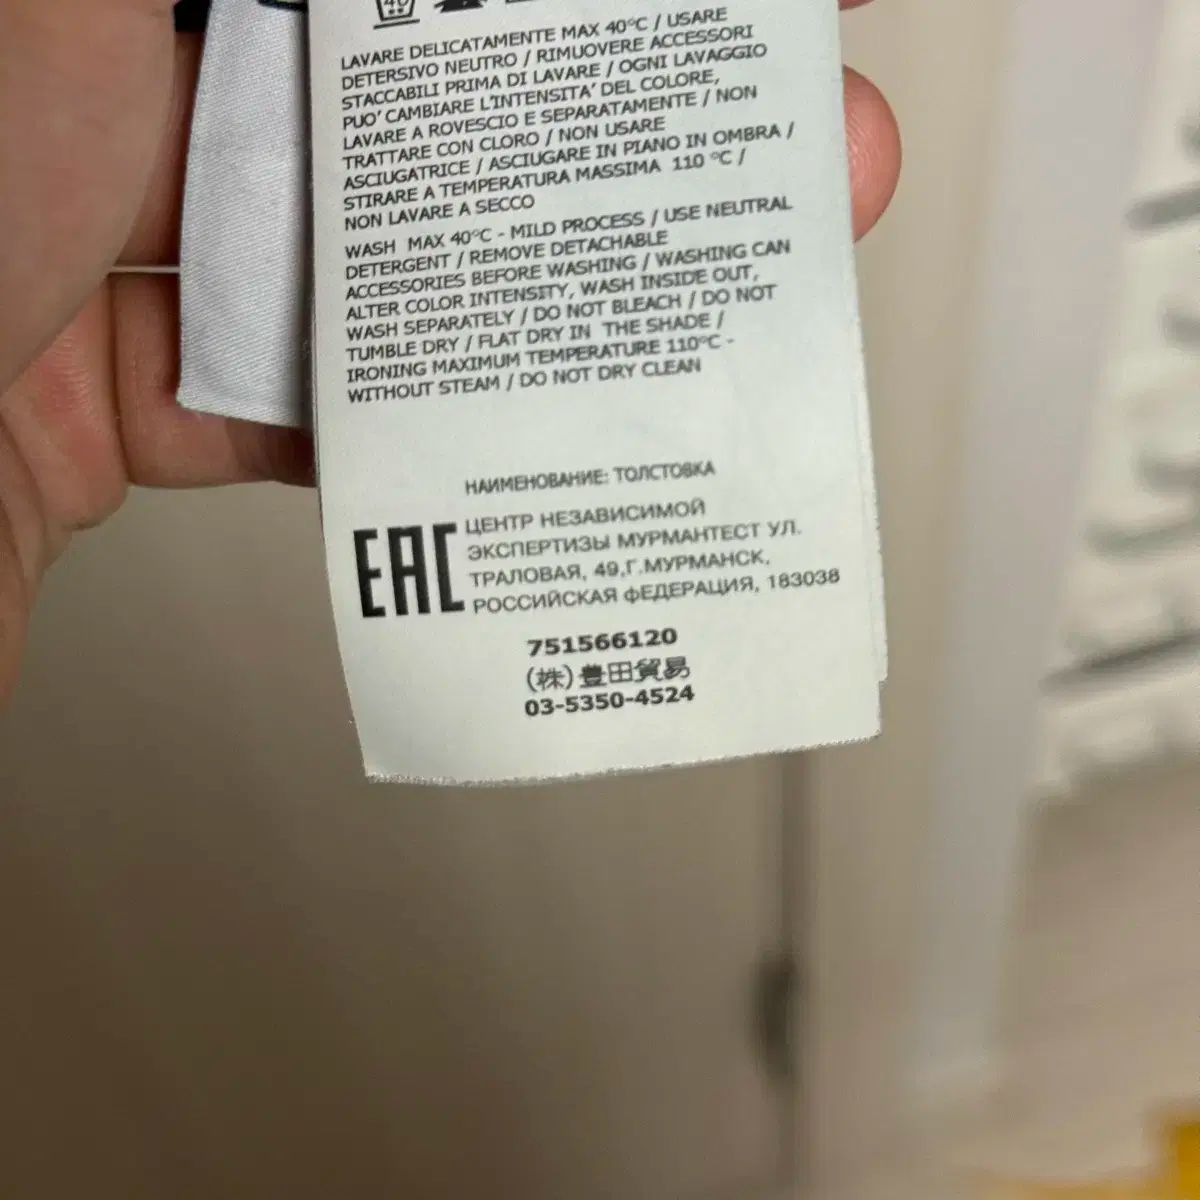 40
LAVARE DELICATAMENTE MAX 40°C / USARE
DETERSIVO NEUTRO / RIMUOVERE ACCESSORI
STACCABILI PRIMA DI LAVARE / OGNI LAVAGGIO
PUO' CAMBIARE L'INTENSITA' DEL COLORE,
LAVARE A ROVESCIO E SEPARATAMENTE / NON
TRATTARE CON CLORO / NON USARE
ASCIUGATRICE / ASCIUGARE IN PIANO IN OMBRA /
STIRARE A TEMPERATURA MASSIMA 110 °C /
NON LAVARE A SECCO
WASH MAX 40°C - MILD PROCESS / USE NEUTRAL
DETERGENT / REMOVE DETACHABLE
ACCESSORIES BEFORE WASHING / WASHING CAN
ALTER COLOR INTENSITY, WASH INSIDE OUT,
WASH SEPARATELY / DO NOT BLEACH / DO NOT
TUMBLE DRY / FLAT DRY IN THE SHADE /
IRONING MAXIMUM TEMPERATURE 110°C -
WITHOUT STEAM / DO NOT DRY CLEAN
НАИМЕНОВАНИЕ: ТОЛСТОВКА
EAC
ЦЕНТР НЕЗАВИСИМОЙ
ЭКСПЕРТИЗЫ МУРМАНТЕСТ УЛ.
ТРАЛОВАЯ, 49,Г.МУРМАНСК,
РОССИЙСКАЯ фЕДЕРАЦИЯ, 183038
751566120
(株)豊田貿易
03-5350-4524